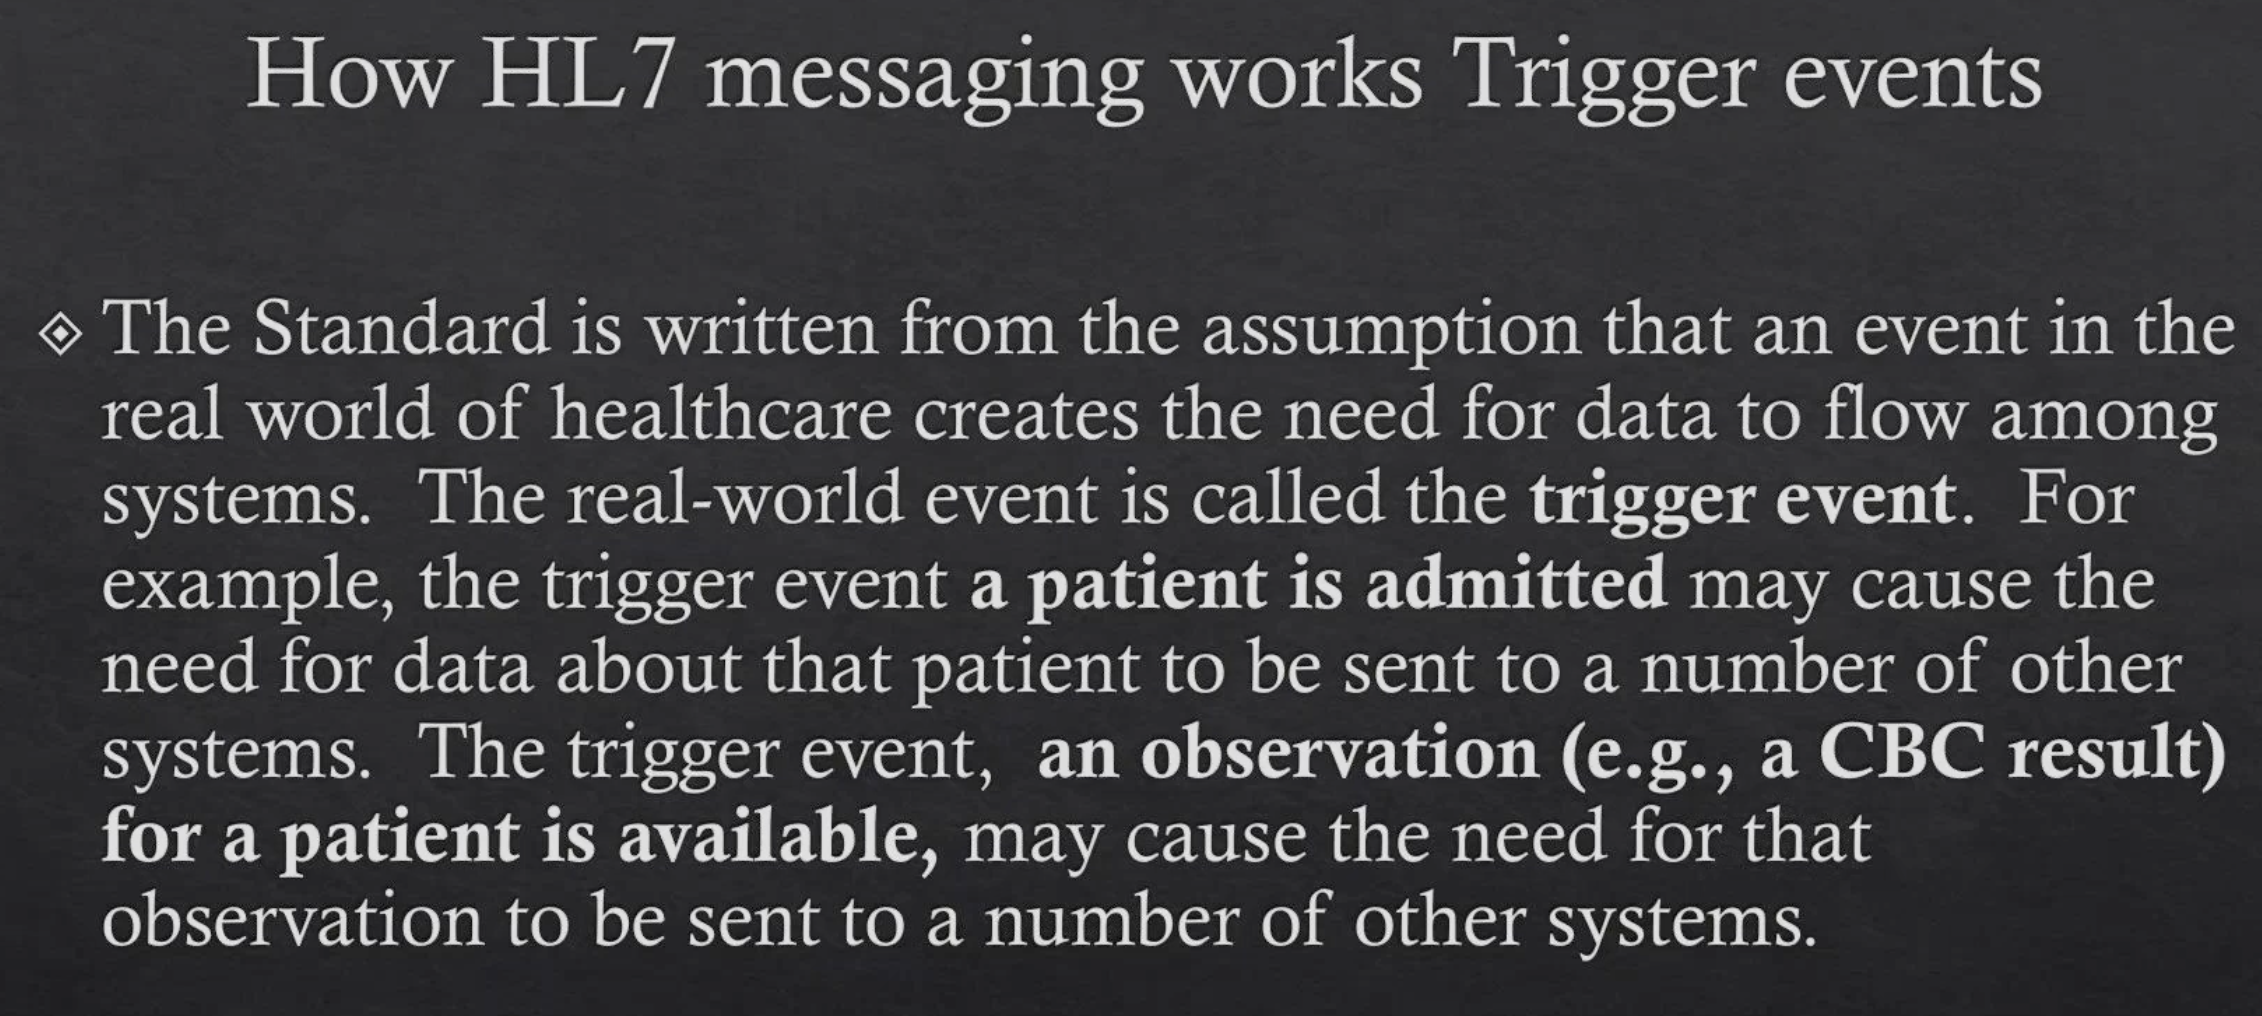 How HL7 messaging works Trigger events
The Standard is written from the assumption that an event in the
real world of healthcare creates the need for data to flow among
systems.  The real-world event is called the trigger event.  For
example, the trigger event a patient is admitted may cause the
need for data about that patient to be sent to a number of other
systems.  The trigger event,  an observation (e.g., a CBC result)
for a patient is available, may cause the need for that
observation to be sent to a number of other systems.